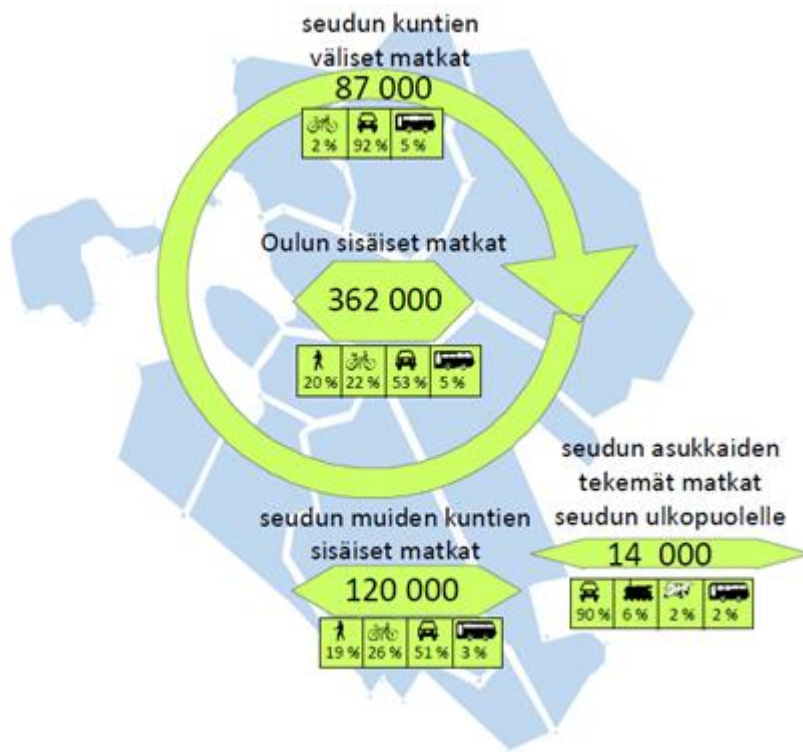 seudun kuntien
väliset matkat
87 000
2 % 92 % 5 %
Oulun sisäiset matkat
362 000
20 % 22 % 53 % 5 %
seudun asukkaiden
tekemät matkat
seudun ulkopuolelle
14 000
90 % 6 % 2 % 2 %
seudun muiden kuntien
sisäiset matkat
120 000
19 % 26 % 51 % 3 %